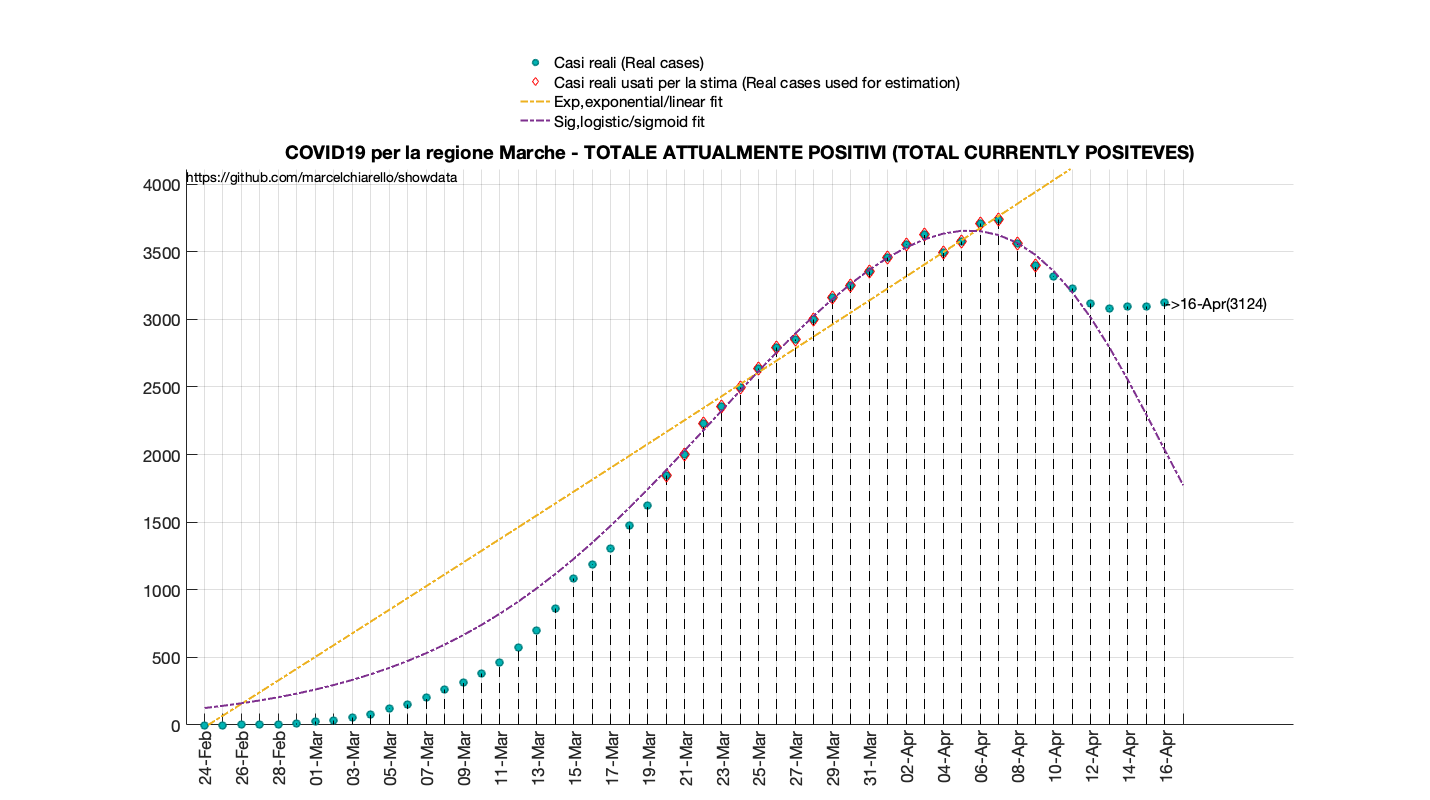 Casi reali (Real cases)
Casi reali usati per la stima (Real cases used for estimation)
Exp,exponential/linear fit
Sig,logistic/sigmoid fit
COVID19 per la regione Marche - TOTALE ATTUALMENTE POSITIVI (TOTAL CURRENTLY POSITEVES)
https://github.com/marcelchiarello/showdata
4000
3500
3000
2500
2000
1500
1000
500
0
->16-Apr(3124)
24-Feb
26-Feb
28-Feb
01-Mar
03-Mar
05-Mar
07-Mar
09-Mar
11-Mar
13-Mar
15-Mar
17-Mar
19-Mar
21-Mar
23-Mar
25-Mar
27-Mar
29-Mar
31-Mar
02-Apr
04-Apr
06-Apr
08-Apr
10-Apr
12-Apr
14-Apr
16-Apr